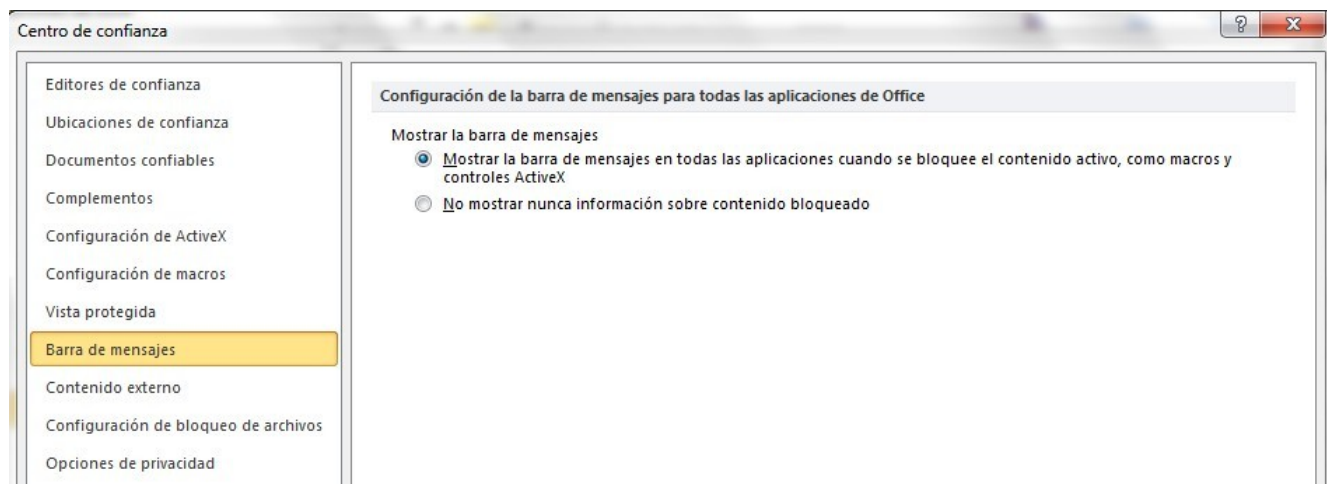 Centro de confianza
Editores de confianza
Ubicaciones de confianza
Documentos confiables
Complementos
Configuración de ActiveX
Configuración de macros
Vista protegida
Barra de mensajes
Contenido externo
Configuración de bloqueo de archivos
Opciones de privacidad
Configuración de la barra de mensajes para todas las aplicaciones de Office
Mostrar la barra de mensajes
Mostrar la barra de mensajes en todas las aplicaciones cuando se bloquee el contenido activo, como macros y
controles ActiveX
No mostrar nunca información sobre contenido bloqueado